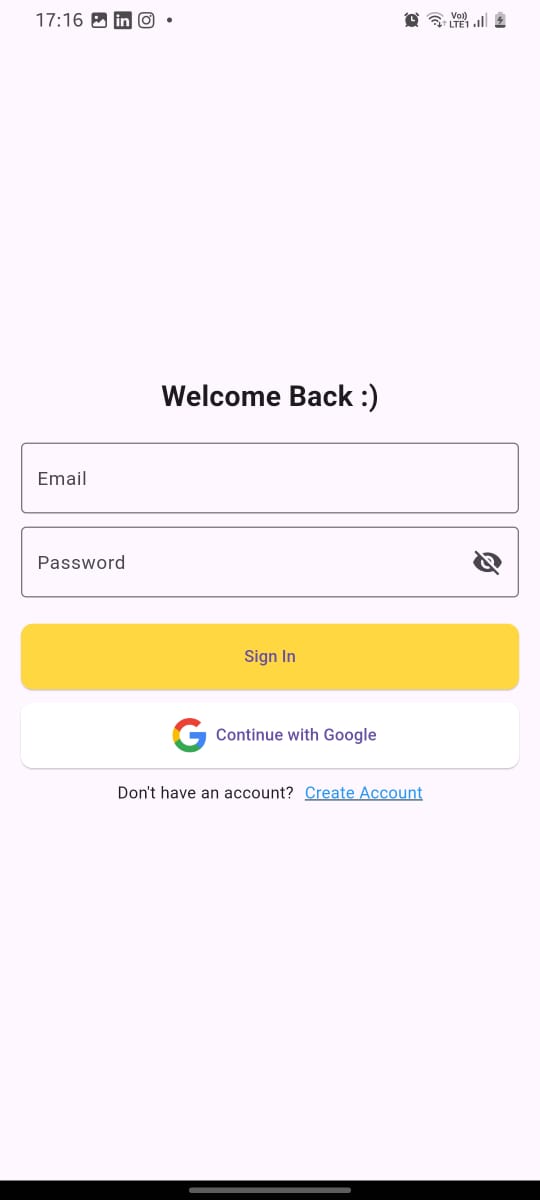 17:16
in
Vo))
LTE1
Welcome Back :)
Email
Password
Sign In
G Continue with Google
Don't have an account? Create Account